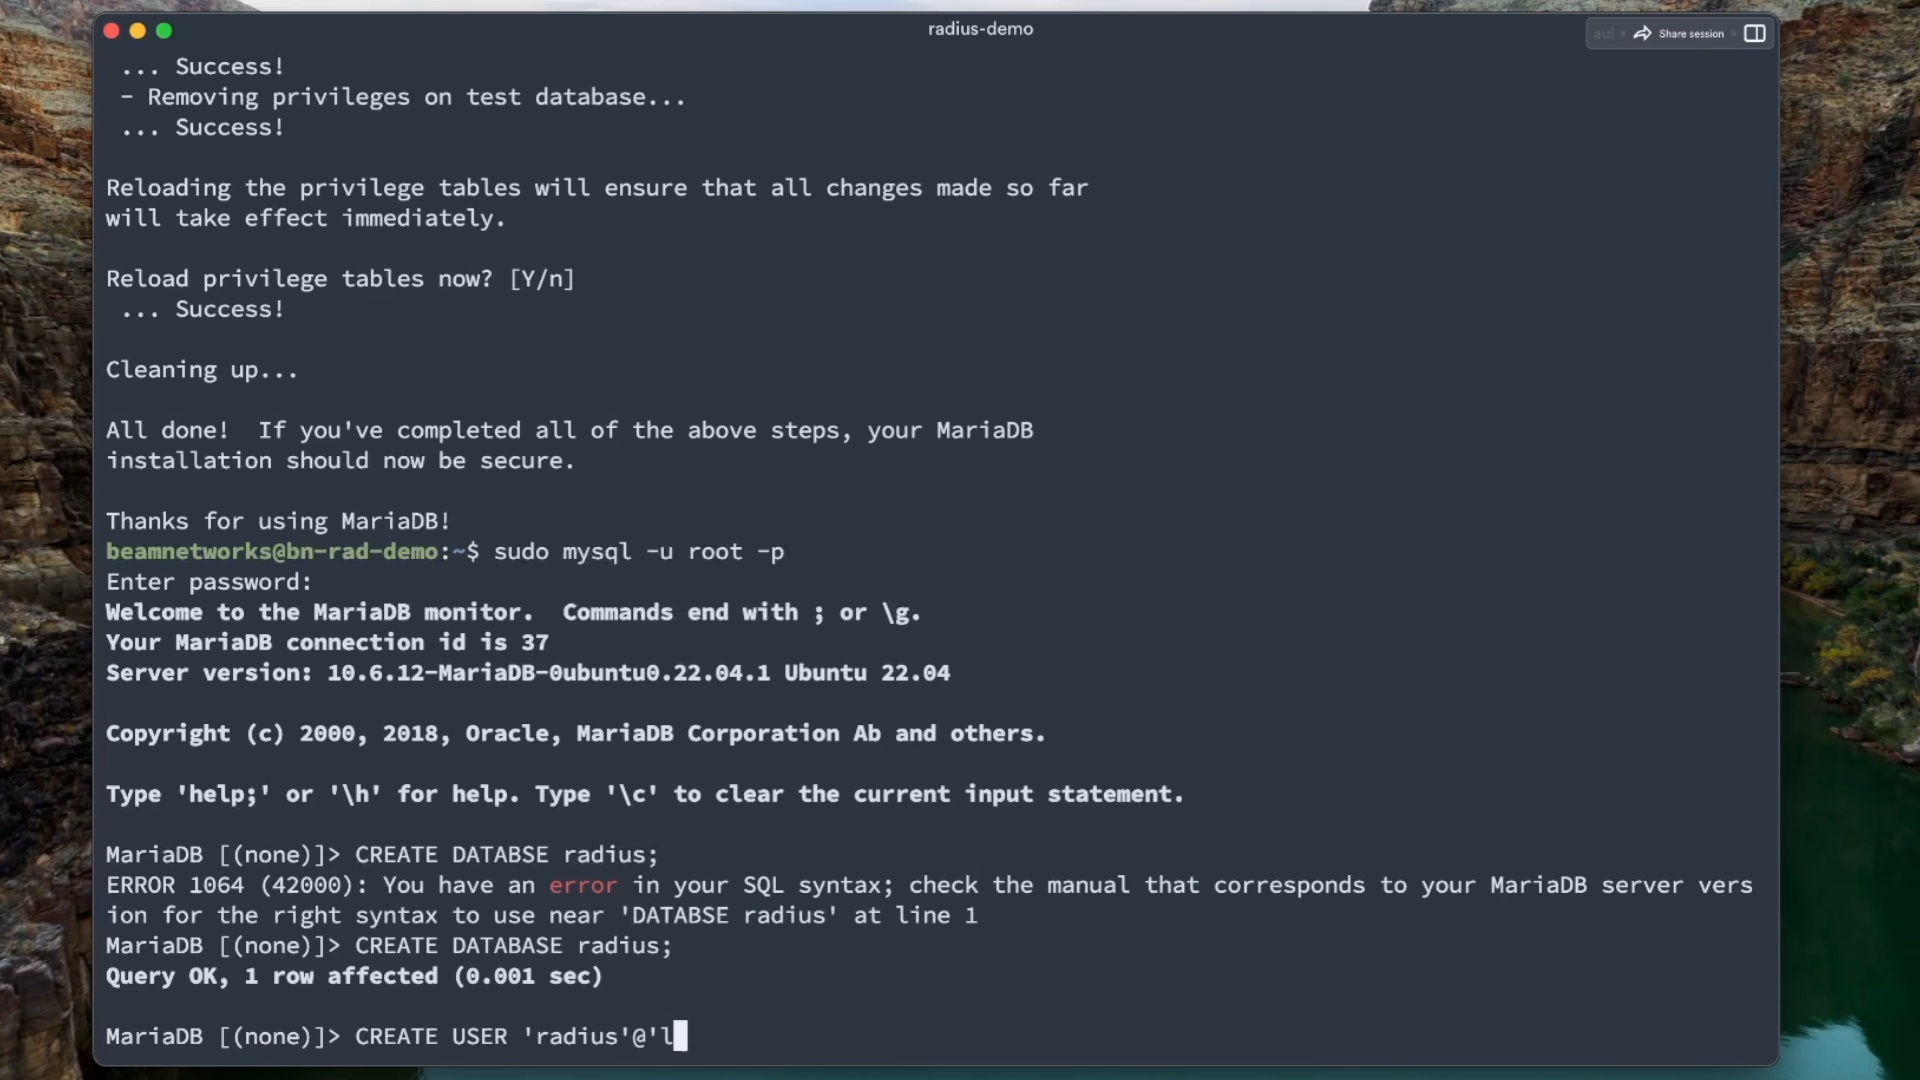 radius-demo
Share session
... Success!
- Removing privileges on test database...
... Success!
Reloading the privilege tables will ensure that all changes made so far
will take effect immediately.
Reload privilege tables now? [Y/n]
... Success!
Cleaning up...
All done!  If you've completed all of the above steps, your MariaDB
installation should now be secure.
Thanks for using MariaDB!
beamnetworks@bn-rad-demo:~$ sudo mysql -u root -p
Enter password:
Welcome to the MariaDB monitor.  Commands end with ; or \g.
Your MariaDB connection id is 37
Server version: 10.6.12-MariaDB-0ubuntu0.22.04.1 Ubuntu 22.04
Copyright (c) 2000, 2018, Oracle, MariaDB Corporation Ab and others.
Type 'help;' or '\h' for help. Type '\c' to clear the current input statement.
MariaDB [(none)]> CREATE DATABSE radius;
ERROR 1064 (42000): You have an error in your SQL syntax; check the manual that corresponds to your MariaDB server vers
ion for the right syntax to use near 'DATABSE radius' at line 1
MariaDB [(none)]> CREATE DATABASE radius;
Query OK, 1 row affected (0.001 sec)
MariaDB [(none)]> CREATE USER 'radius'@'l